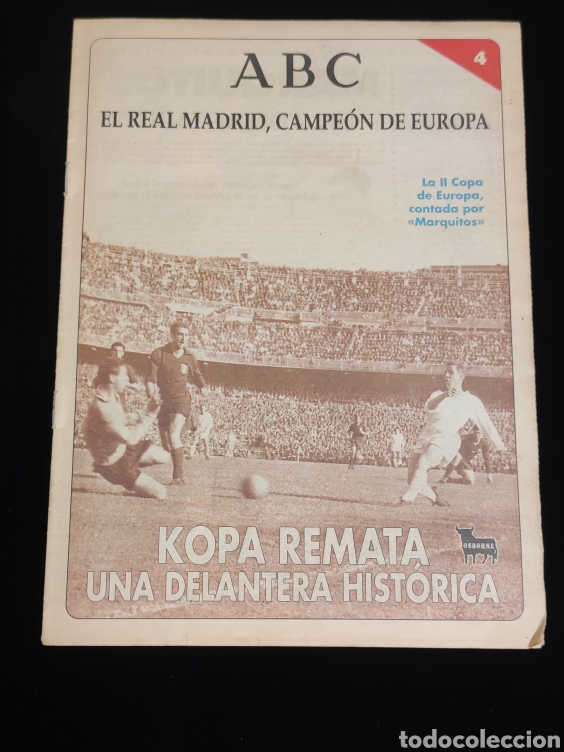 4
ABC
EL REAL MADRID, CAMPEÓN DE EUROPA
La II Copa
de Europa,
contada por
«Marquitos»
KOPA REMATA
OSBORNE
UNA DELANTERA HISTÓRICA
todocoleccion.net